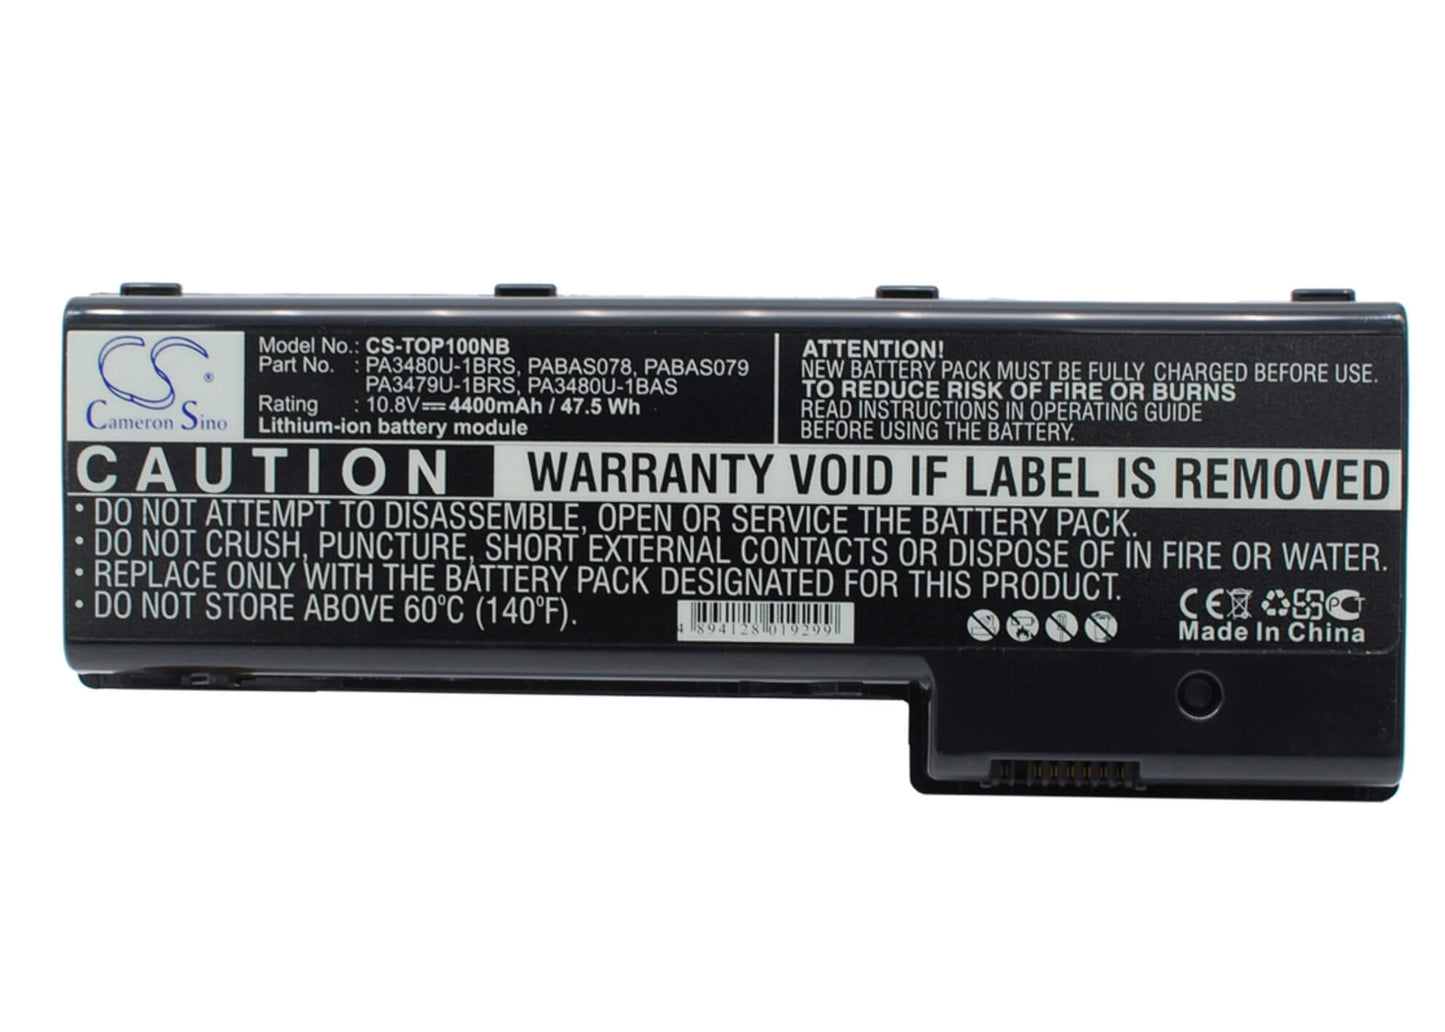 CS
®
Cameron Sino
Model No.: CS-TOP100NB
Part No. : PA3480U-1BRS, PABAS078, PABAS079
PA3479U-1BRS, PA3480U-1BAS
Rating : 10.8V⎓4400mAh / 47.5 Wh
Lithium-ion battery module
ATTENTION!
NEW BATTERY PACK MUST BE FULLY CHARGED BEFORE USE.
TO REDUCE RISK OF FIRE OR BURNS
READ INSTRUCTIONS IN OPERATING GUIDE
BEFORE USING THE BATTERY.
CAUTION
WARRANTY VOID IF LABEL IS REMOVED
• DO NOT ATTEMPT TO DISASSEMBLE, OPEN OR SERVICE THE BATTERY PACK.
• DO NOT CRUSH, PUNCTURE, SHORT EXTERNAL CONTACTS OR DISPOSE OF IN FIRE OR WATER.
• REPLACE ONLY WITH THE BATTERY PACK DESIGNATED FOR THIS PRODUCT.
• DO NOT STORE ABOVE 60°C (140°F).
4 894128 019299
CE
Made In China